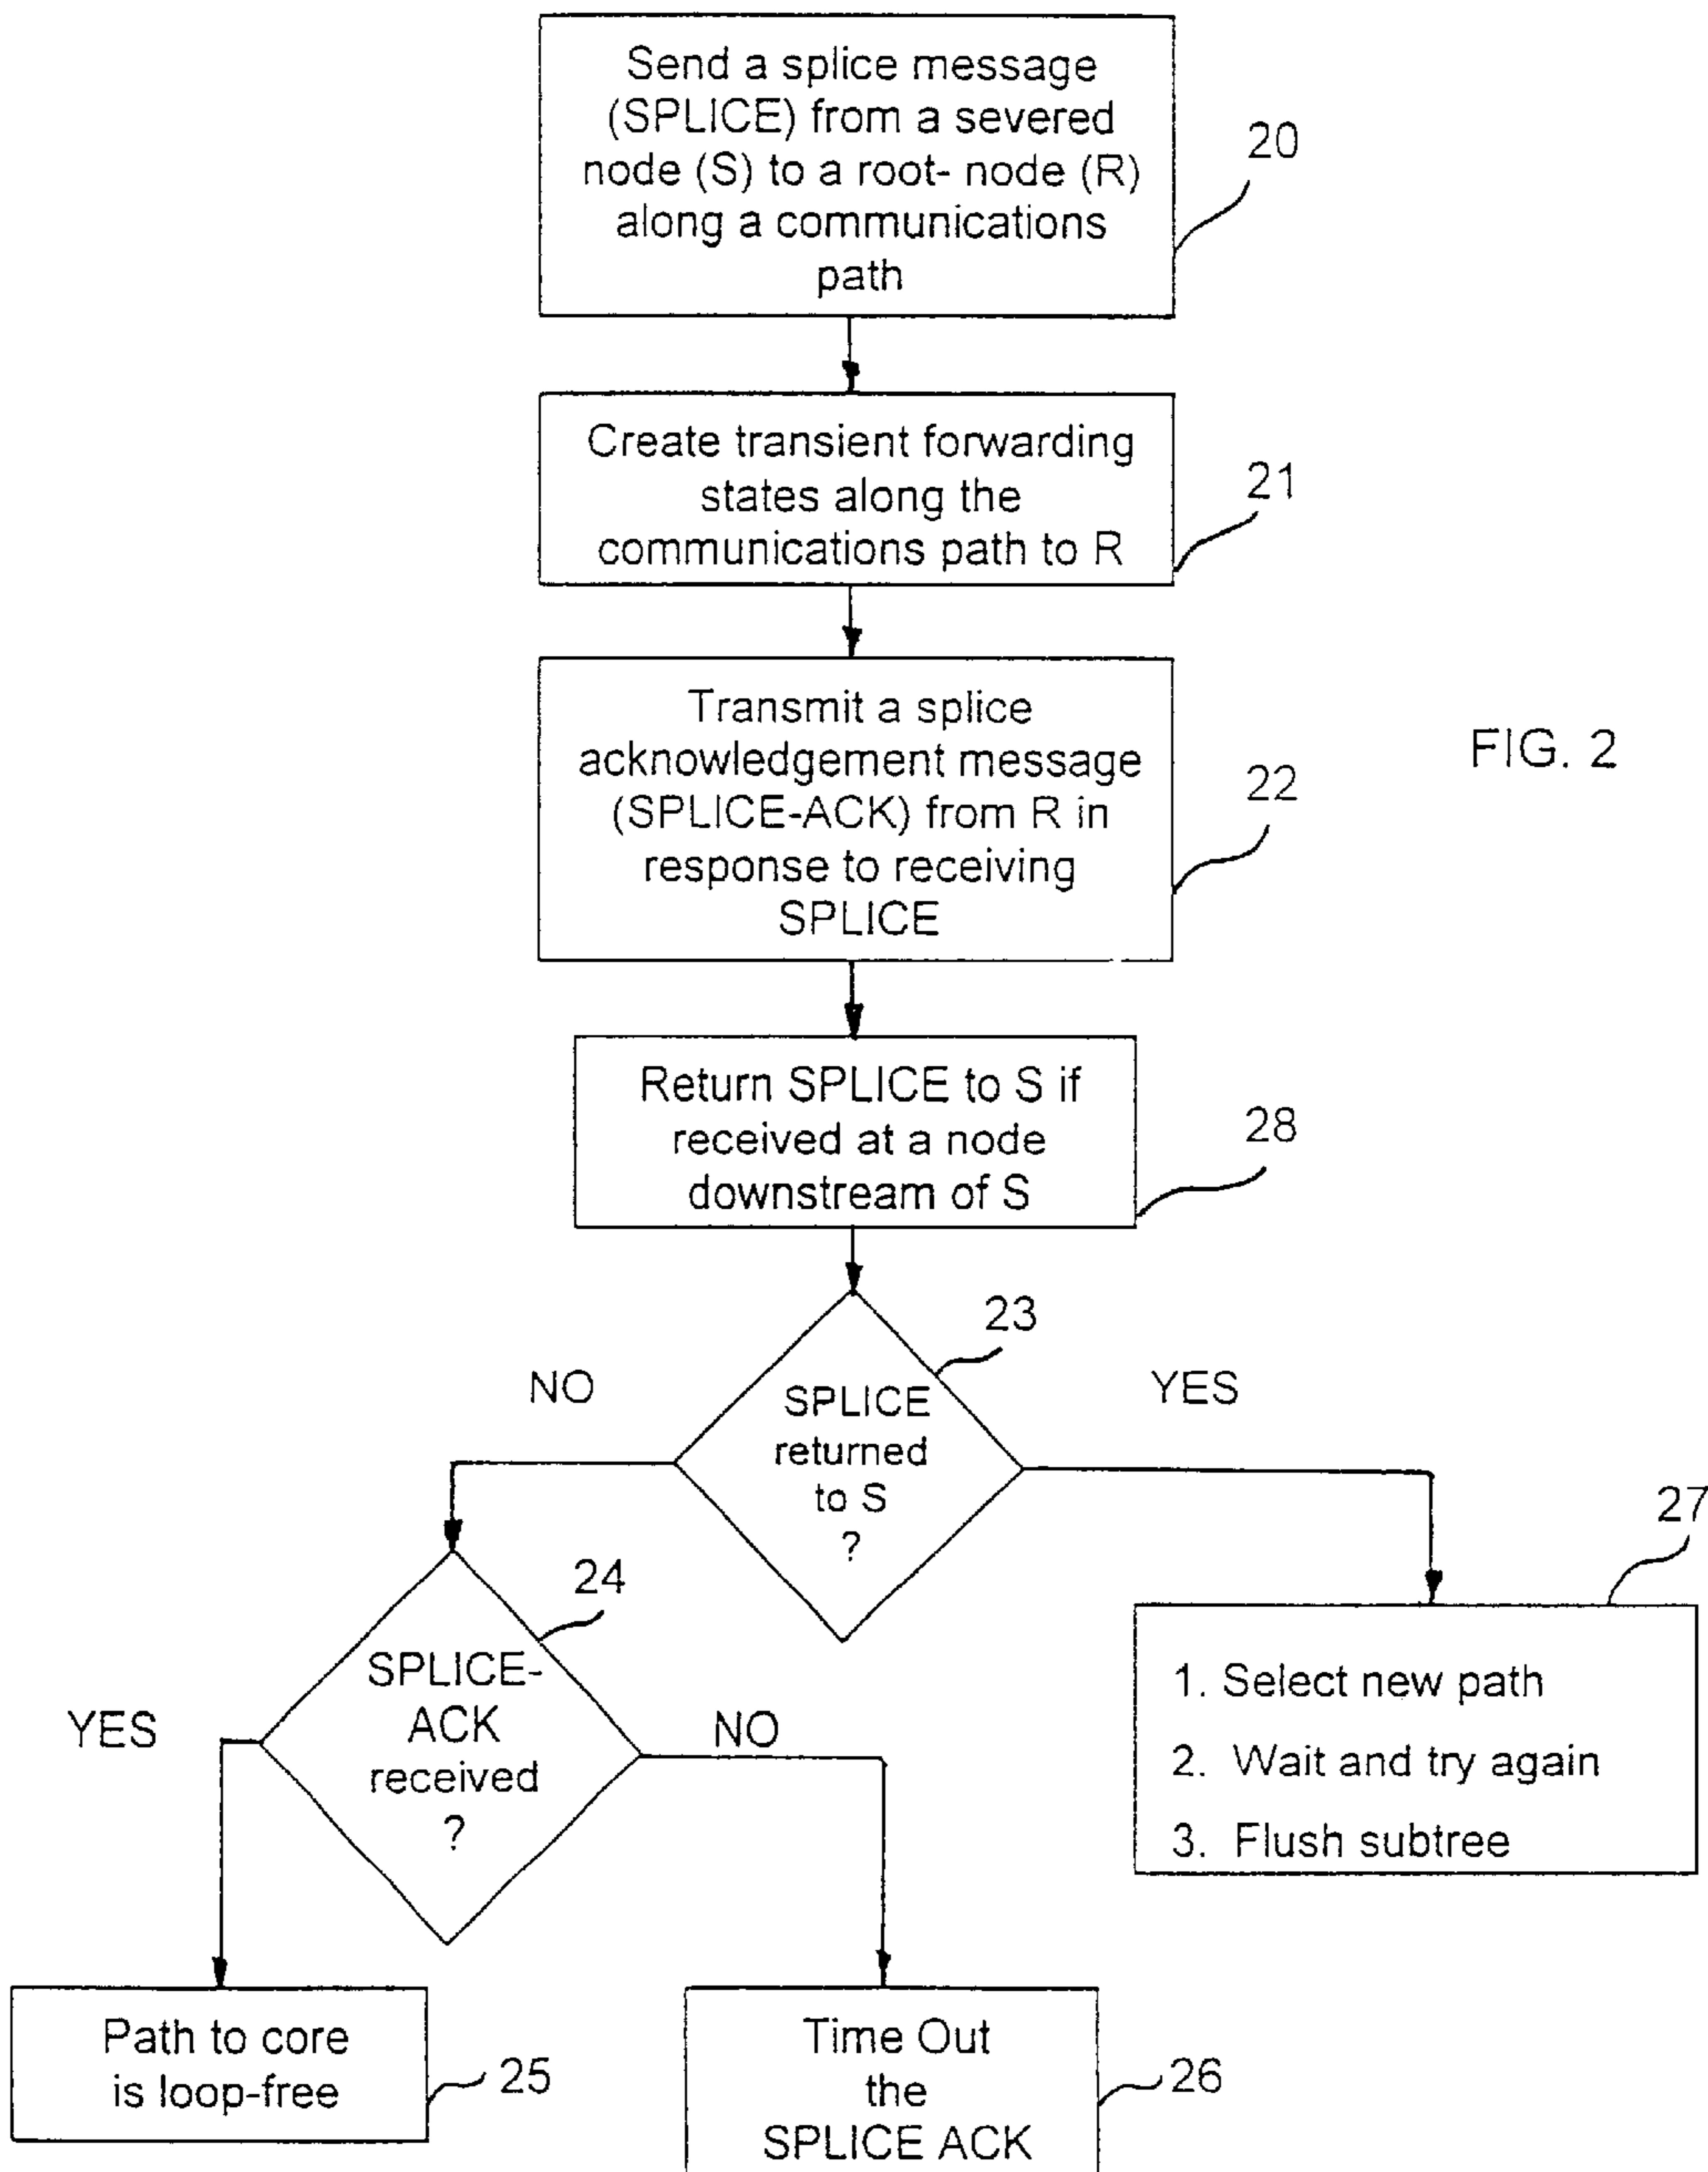 Send a splice message
(SPLICE) from a severed
node (S) to a root- node (R)
along a communications
path
20
Create transient forwarding
states along the
communications path to R
21
Transmit a splice
acknowledgement message
(SPLICE-ACK) from R in
response to receiving
SPLICE
22
FIG. 2
Return SPLICE to S if
received at a node
downstream of S
28
23
NO
YES
SPLICE
returned
to S
?
27
24
SPLICE-
ACK
received
?
YES
NO
1. Select new path
2. Wait and try again
3. Flush subtree
Path to core
is loop-free
25
Time Out
the
SPLICE ACK
26